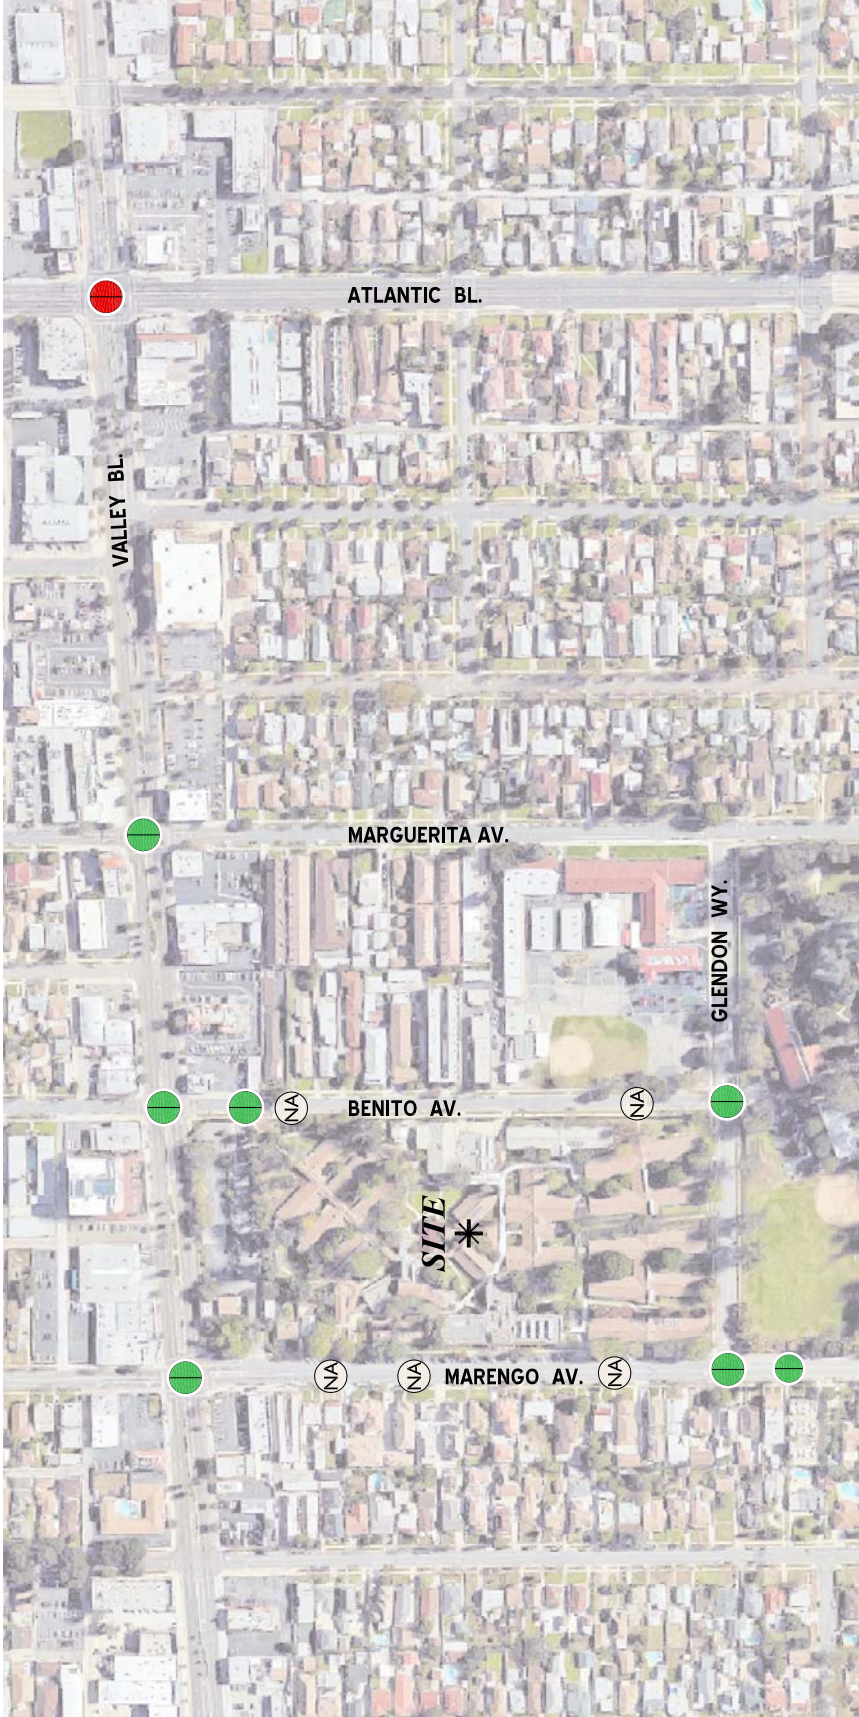 ATLANTIC BL.
VALLEY BL.
MARGUERITA AV.
GLENDON WY.
NA
BENITO AV.
NA
SITE
NA
NA
MARENGO AV.
NA